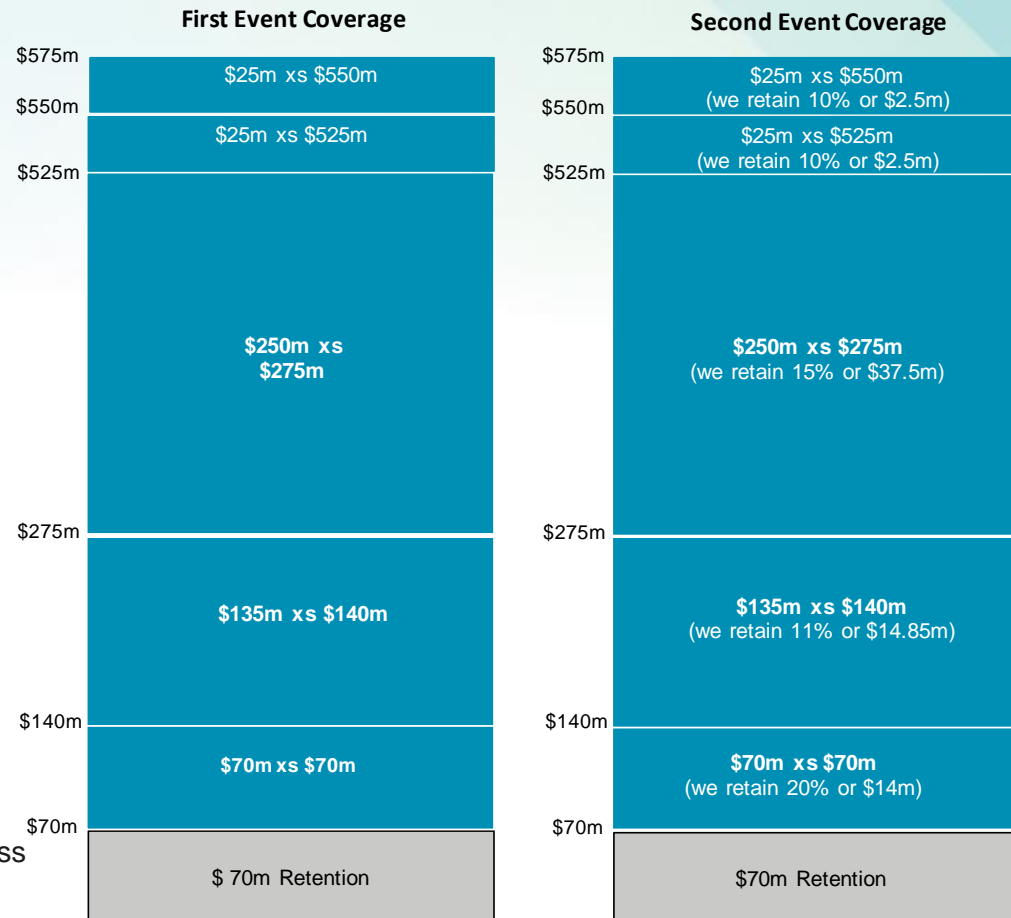 First Event Coverage
$575m
$25m xs $550m
$550m
$25m xs $525m
$525m
$250m xs
$275m
$275m
$135m xs $140m
$140m
$70m xs $70m
$70m
ss
$ 70m Retention
Second Event Coverage
$575m
$25m xs $550m
(we retain 10% or $2.5m)
$550m
$25m xs $525m
(we retain 10% or $2.5m)
$525m
$250m xs $275m
(we retain 15% or $37.5m)
$275m
$135m xs $140m
(we retain 11% or $14.85m)
$140m
$70m xs $70m
(we retain 20% or $14m)
$70m
$70m Retention